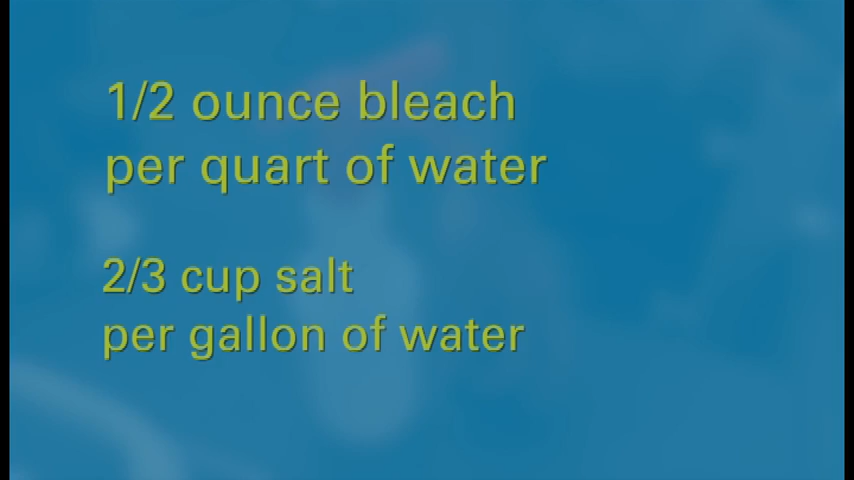 1/2 ounce bleach
per quart of water
2/3 cup salt
per gallon of water